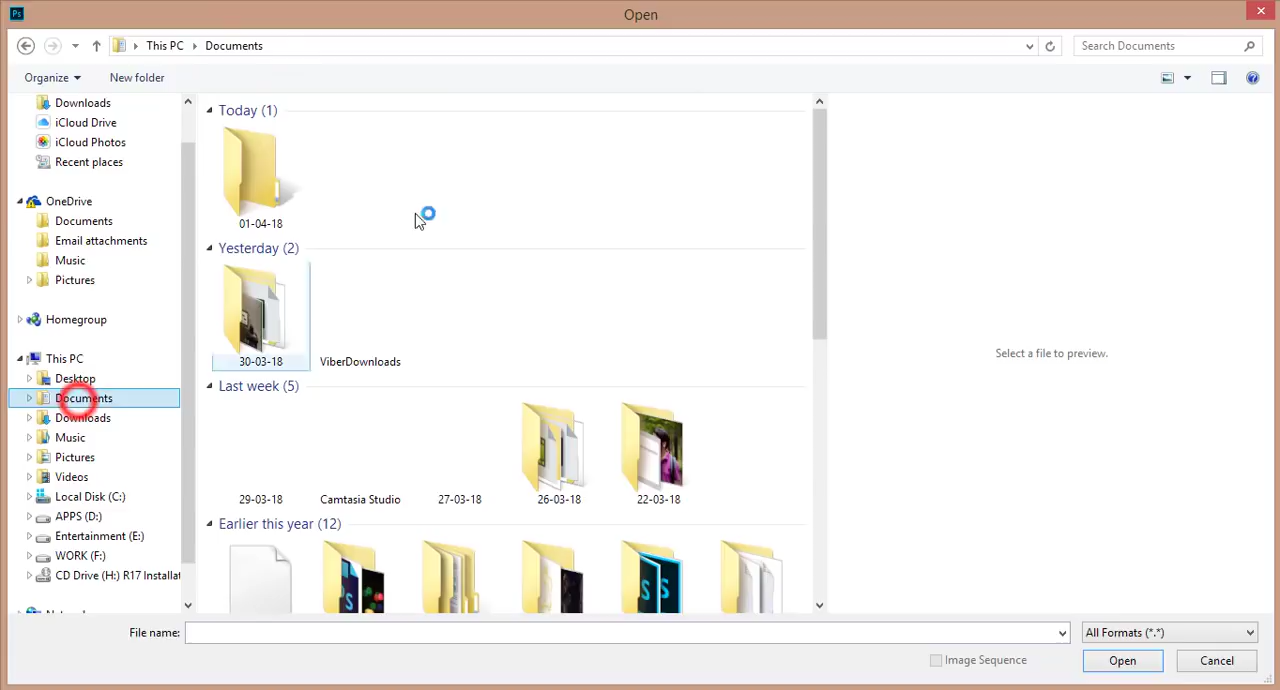 Ps
Open
This PC Documents
Search Documents
Organize
New folder
Downloads
iCloud Drive
iCloud Photos
Recent places
OneDrive
Documents
Email attachments
Music
Pictures
Homegroup
This PC
Desktop
Documents
Downloads
Music
Pictures
Videos
Local Disk (C:)
APPS (D:)
Entertainment (E:)
WORK (F:)
CD Drive (H:) R17 Installat
Today (1)
01-04-18
Yesterday (2)
30-03-18
ViberDownloads
Last week (5)
29-03-18
Camtasia Studio
27-03-18
26-03-18
22-03-18
Earlier this year (12)
Select a file to preview.
File name:
All Formats (*.*)
Image Sequence
Open
Cancel